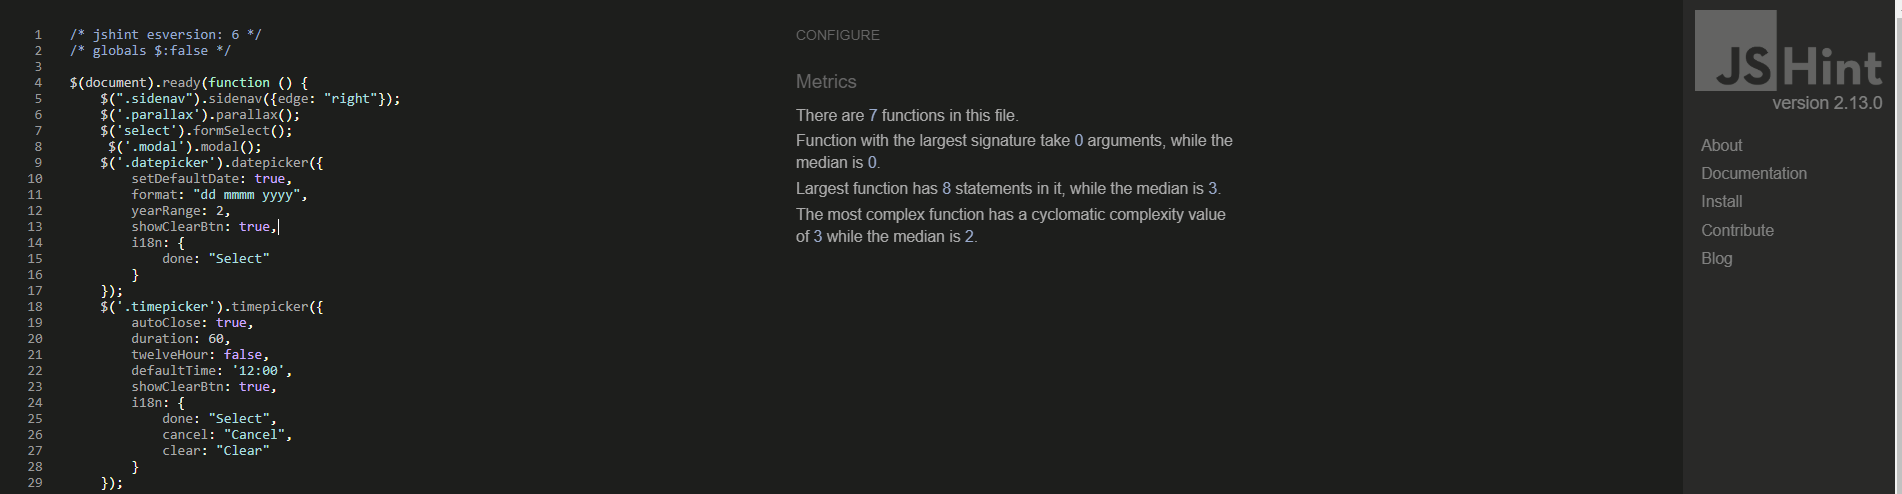 1 /* jshint esversion: 6 */
2 /* globals $:false */
3
4 $(document).ready(function () {
5     $(".sidenav").sidenav({edge: "right"});
6     $('.parallax').parallax();
7     $('select').formSelect();
8      $('.modal').modal();
9     $('.datepicker').datepicker({
10         setDefaultDate: true,
11         format: "dd mmmm yyyy",
12         yearRange: 2,
13         showClearBtn: true,
14         i18n: {
15             done: "Select"
16         }
17     });
18     $('.timepicker').timepicker({
19         autoClose: true,
20         duration: 60,
21         twelveHour: false,
22         defaultTime: '12:00',
23         showClearBtn: true,
24         i18n: {
25             done: "Select",
26             cancel: "Cancel",
27             clear: "Clear"
28         }
29     });
CONFIGURE
Metrics
There are 7 functions in this file.
Function with the largest signature take 0 arguments, while the
median is 0.
Largest function has 8 statements in it, while the median is 3.
The most complex function has a cyclomatic complexity value
of 3 while the median is 2.
JSHint
version 2.13.0
About
Documentation
Install
Contribute
Blog